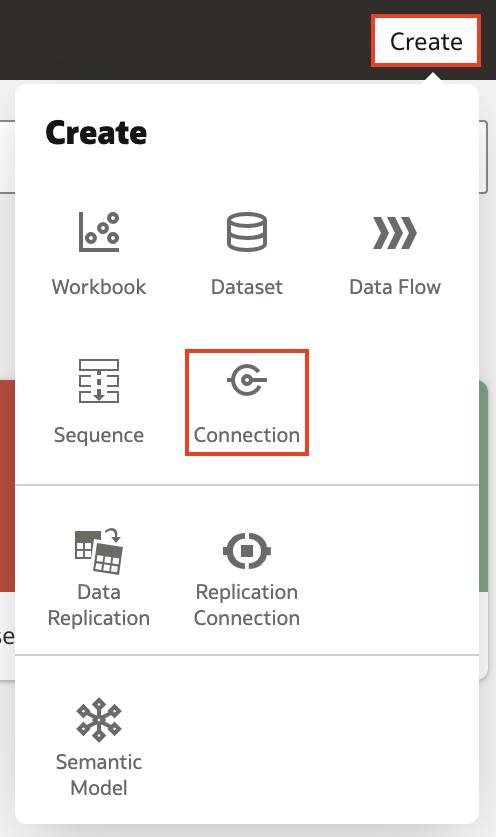 Create
Create
Workbook
Dataset
Data Flow
Sequence
Connection
Data
Replication
Replication
Connection
se
Semantic
Model